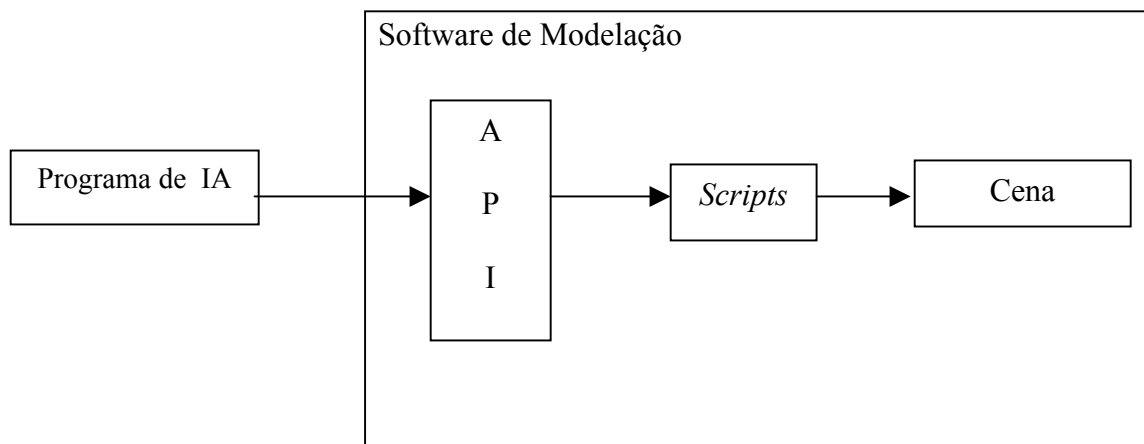 Software de Modelação
A
P
I
Programa de IA
Scripts
Cena